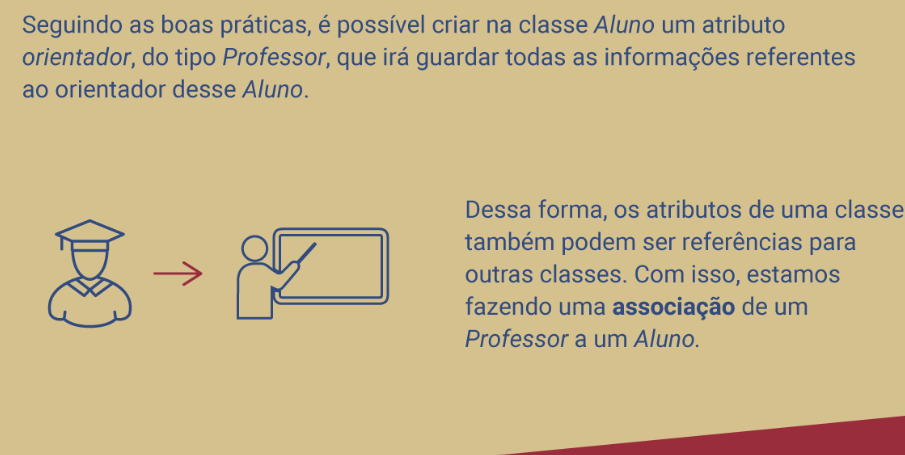 Seguindo as boas práticas, é possível criar na classe Aluno um atributo
orientador, do tipo Professor, que irá guardar todas as informações referentes
ao orientador desse Aluno.
Dessa forma, os atributos de uma classe
também podem ser referências para
outras classes. Com isso, estamos
fazendo uma associação de um
Professor a um Aluno.